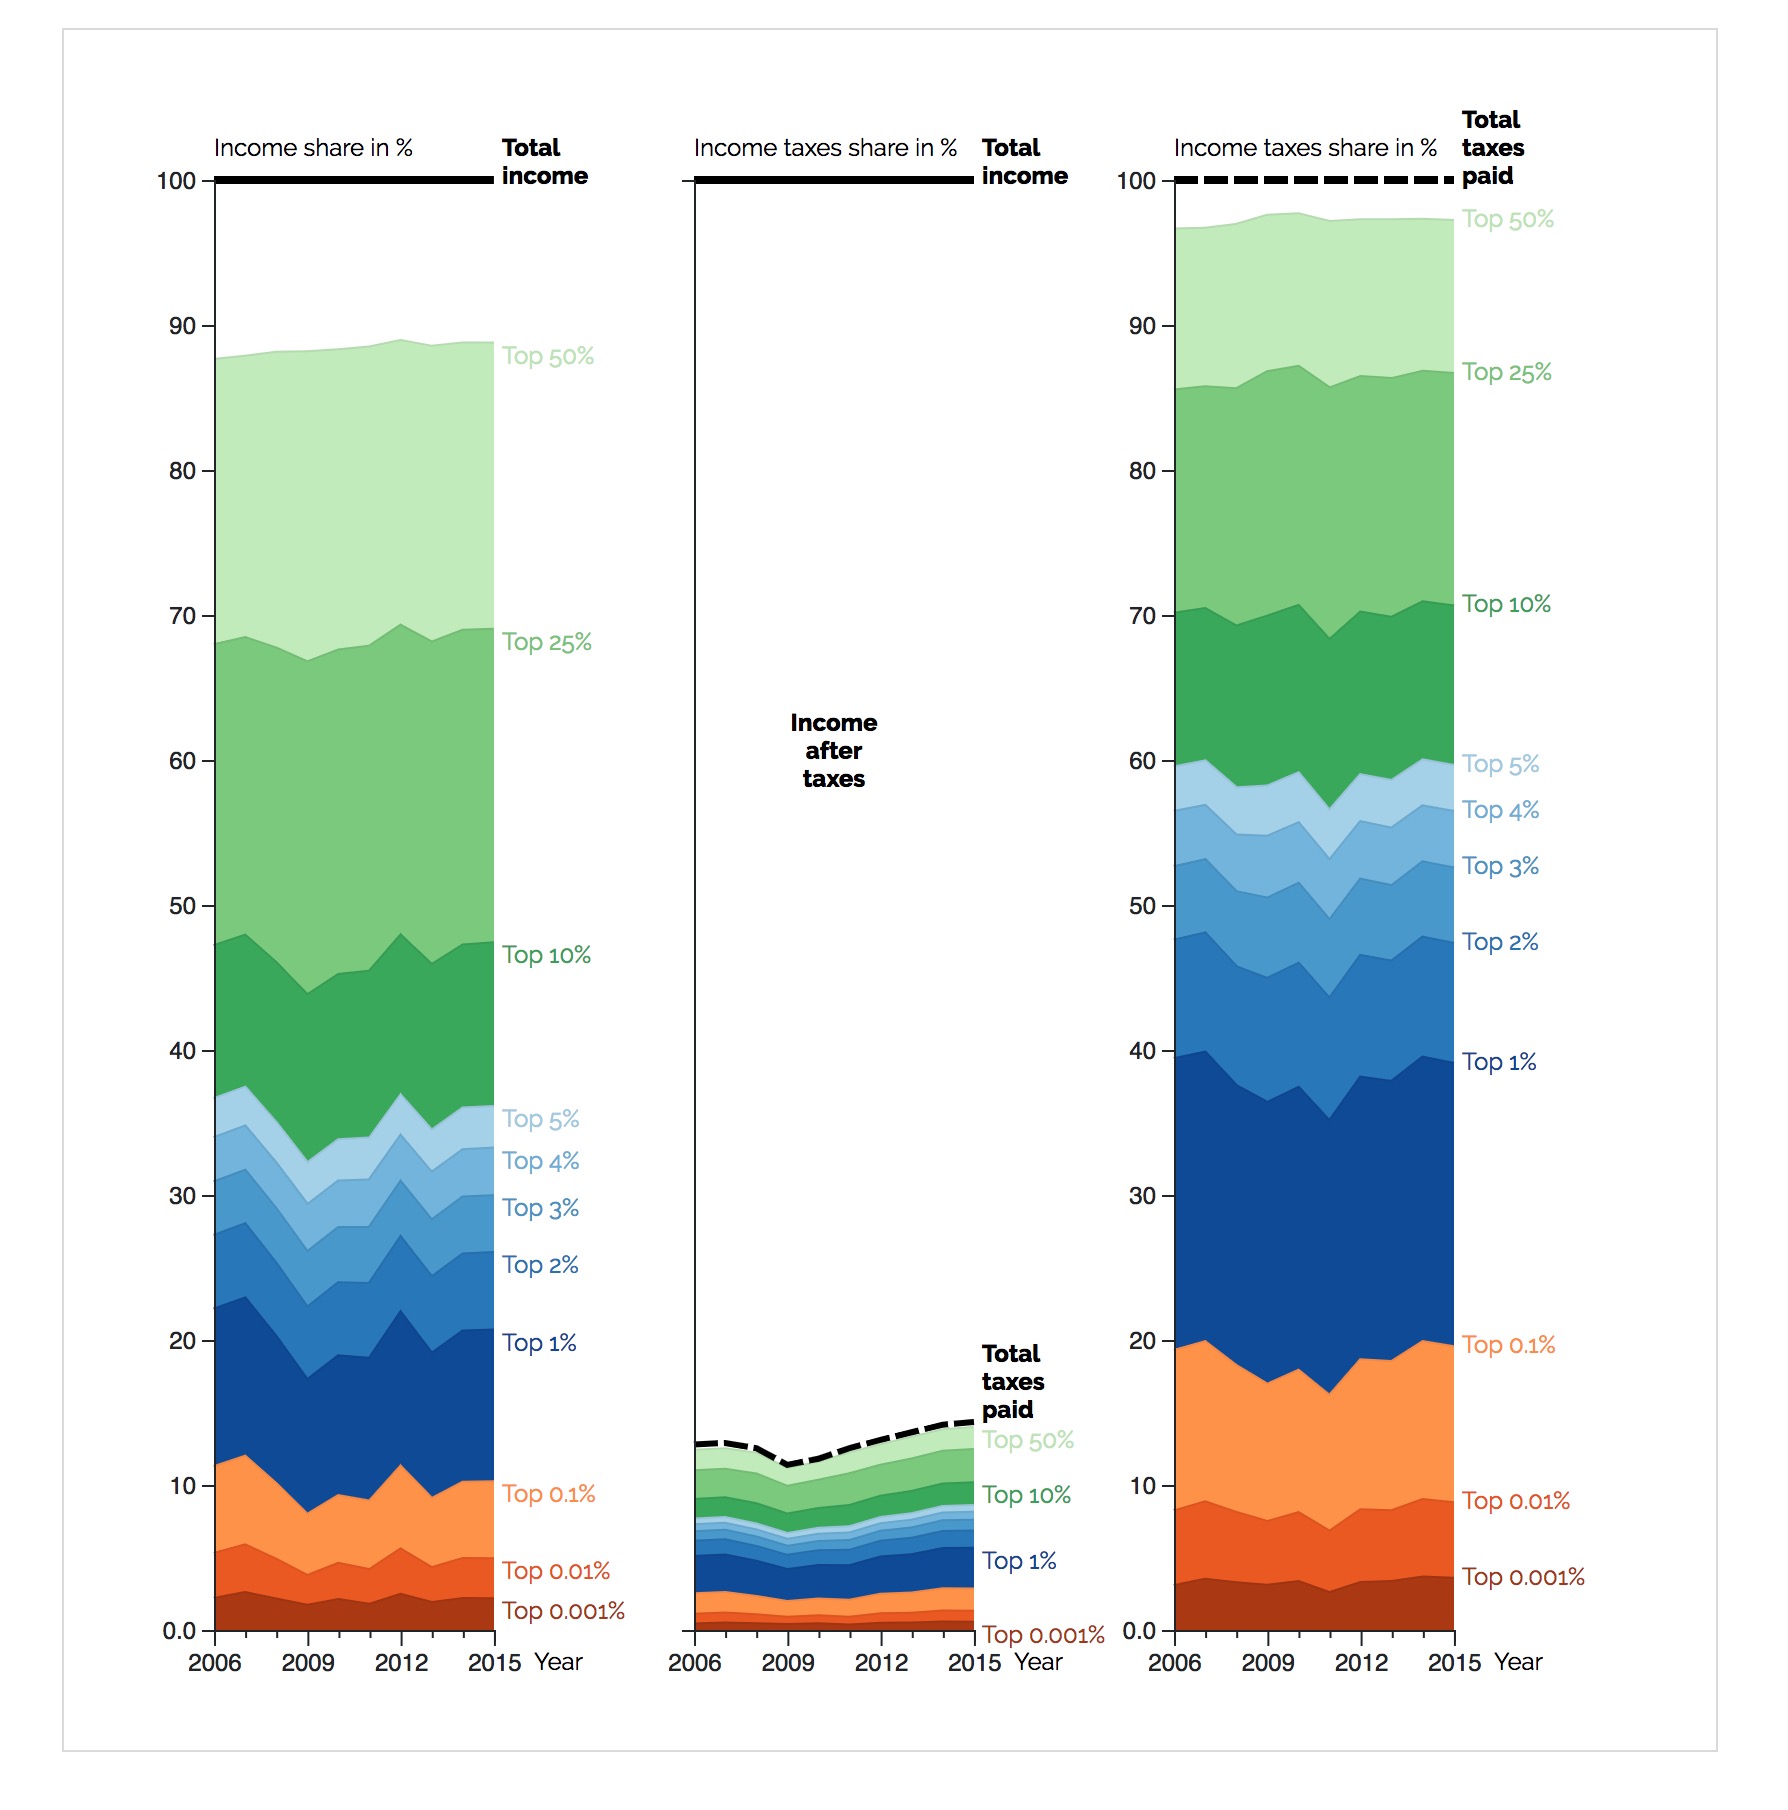 Income share in %
Total
income
100
90
80
70
60
50
40
30
20
10
0.0
Top 50%
Top 25%
Top 10%
Top 5%
Top 4%
Top 3%
Top 2%
Top 1%
Top 0.1%
Top 0.01%
Top 0.001%
2006 2009 2012 2015 Year
Income taxes share in %
Total
income
Income
after
taxes
Total
taxes
paid
Top 50%
Top 10%
Top 1%
Top 0.001%
2006 2009 2012 2015 Year
Income taxes share in %
Total
taxes
paid
100
90
80
70
60
50
40
30
20
10
0.0
Top 50%
Top 25%
Top 10%
Top 5%
Top 4%
Top 3%
Top 2%
Top 1%
Top 0.1%
Top 0.01%
Top 0.001%
2006 2009 2012 2015 Year